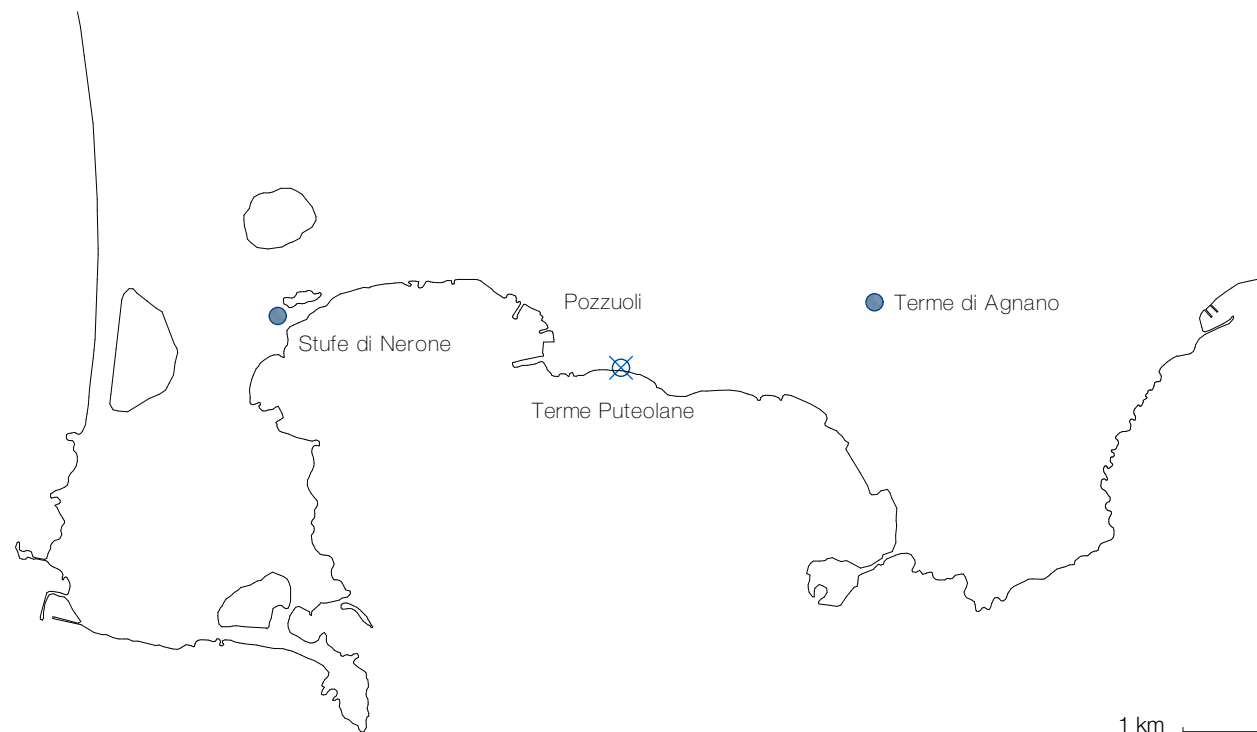 Pozzuoli
Terme di Agnano
Stufe di Nerone
Terme Puteolane
1 km